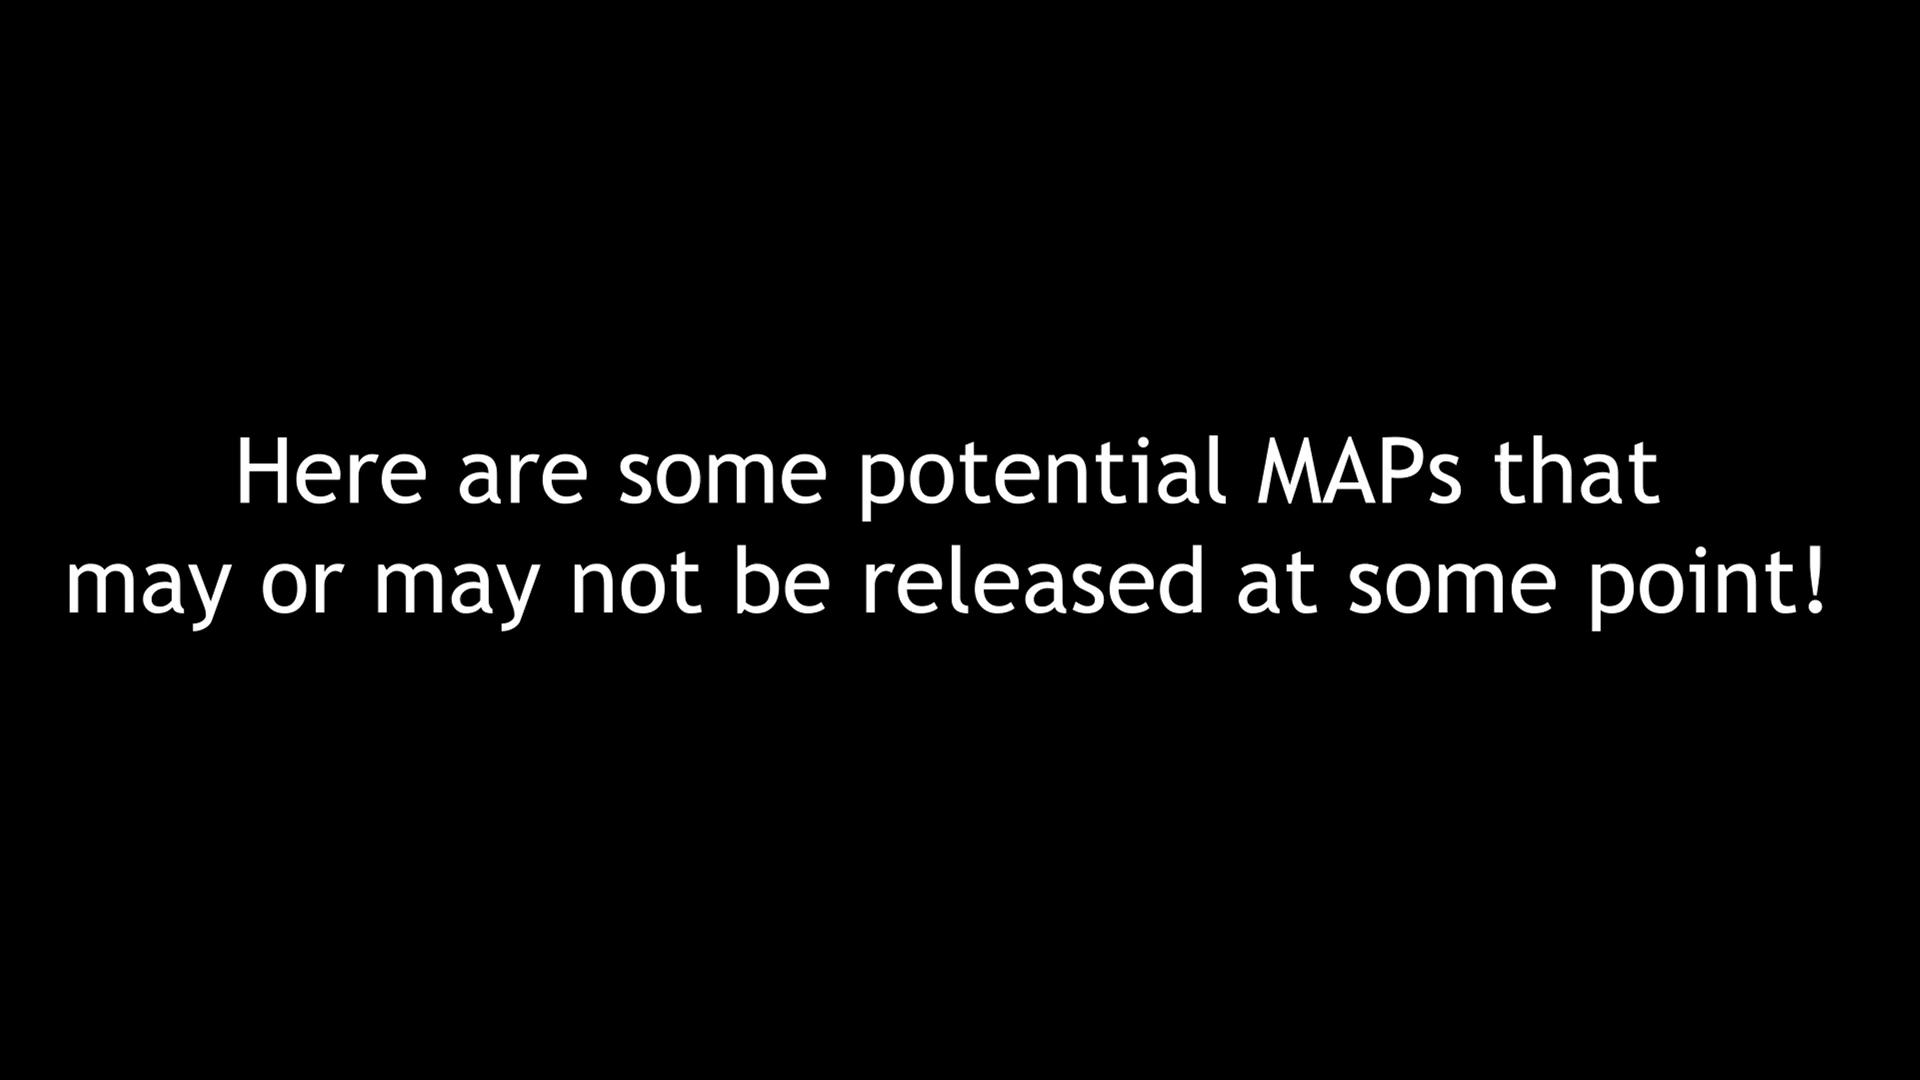 Here are some potential MAPs that
may or may not be released at some point!